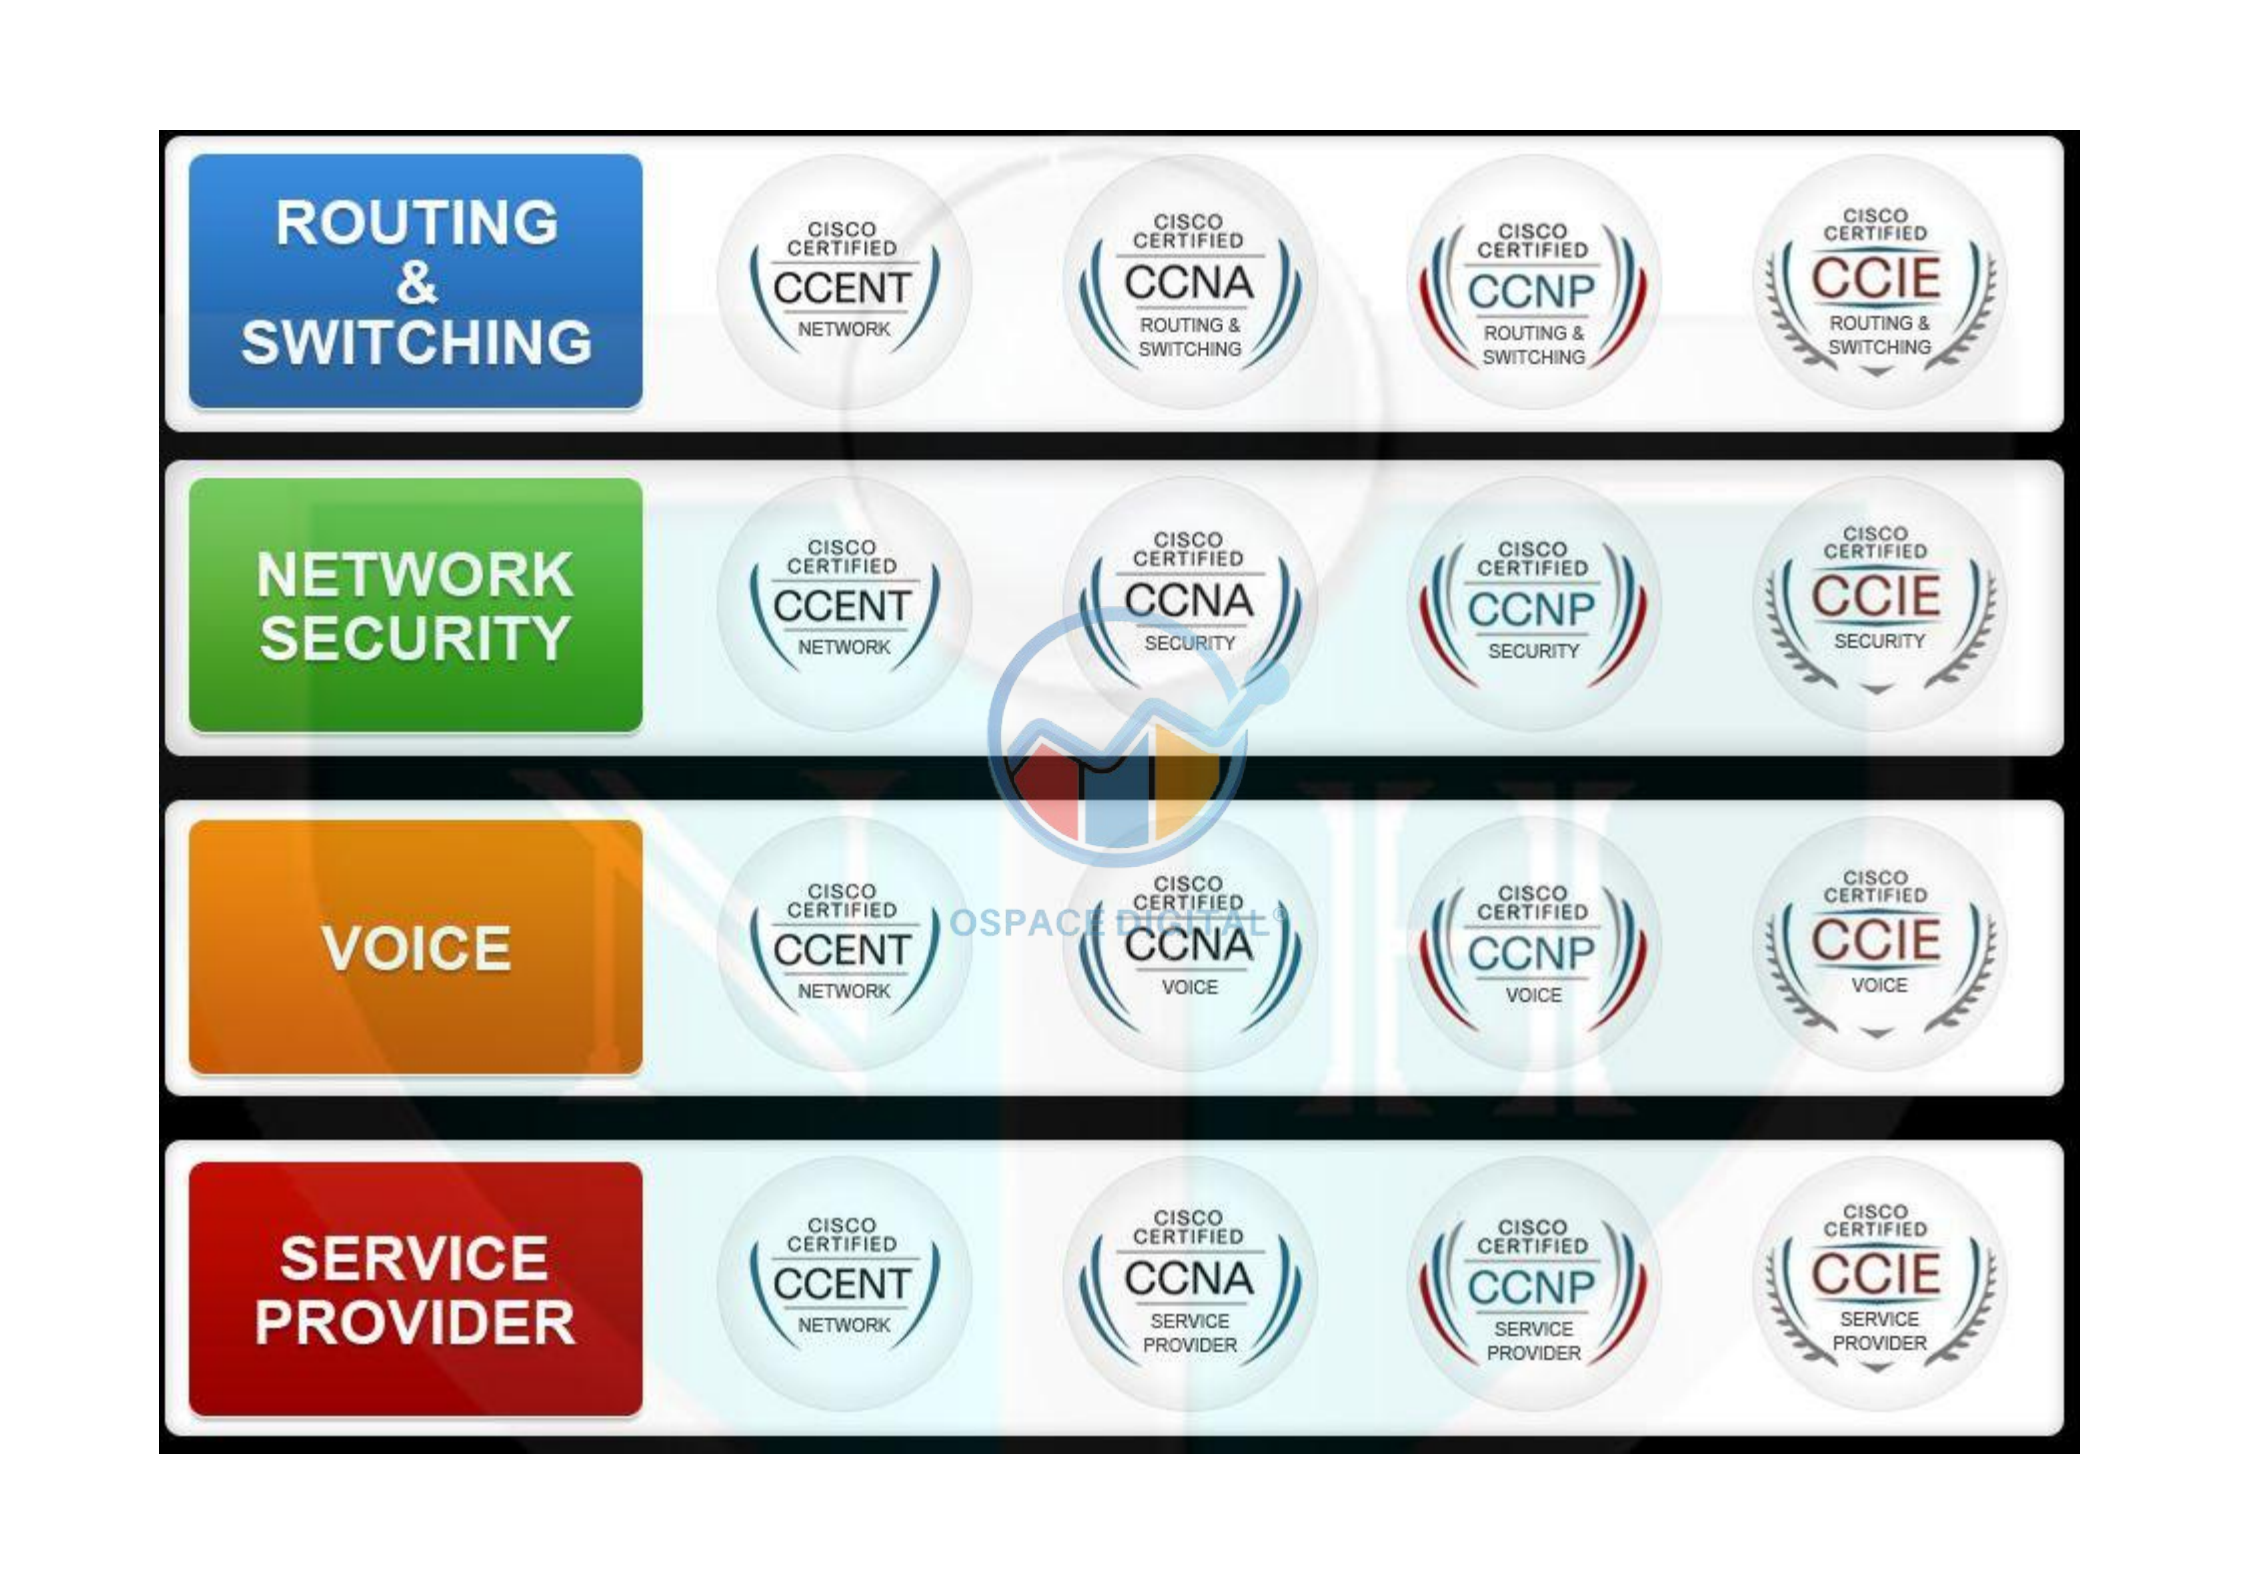 ROUTING
&
SWITCHING
CISCO
CERTIFIED
CCENT
NETWORK
CISCO
CERTIFIED
CCNA
ROUTING &
SWITCHING
CISCO
CERTIFIED
CCNP
ROUTING &
SWITCHING
CISCO
CERTIFIED
CCIE
ROUTING &
SWITCHING
NETWORK
SECURITY
CISCO
CERTIFIED
CCENT
NETWORK
CISCO
CERTIFIED
CCNA
SECURITY
CISCO
CERTIFIED
CCNP
SECURITY
CISCO
CERTIFIED
CCIE
SECURITY
VOICE
CISCO
CERTIFIED
CCENT
NETWORK
OSPACE DIGITAL®
CISCO
CERTIFIED
CCNA
VOICE
CISCO
CERTIFIED
CCNP
VOICE
CISCO
CERTIFIED
CCIE
VOICE
SERVICE
PROVIDER
CISCO
CERTIFIED
CCENT
NETWORK
CISCO
CERTIFIED
CCNA
SERVICE
PROVIDER
CISCO
CERTIFIED
CCNP
SERVICE
PROVIDER
CISCO
CERTIFIED
CCIE
SERVICE
PROVIDER
N H